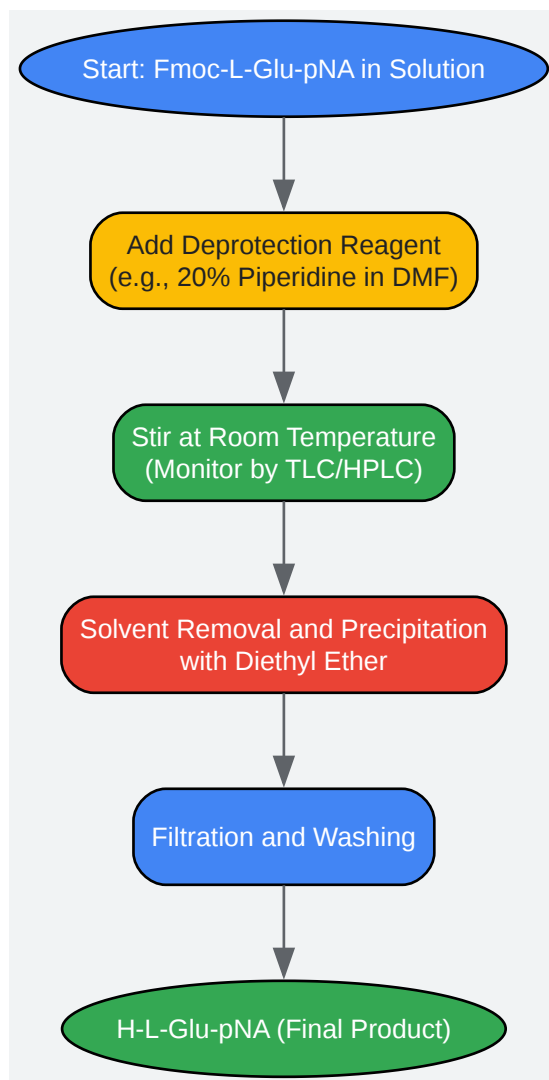 Start: Fmoc-L-Glu-pNA in Solution
Add Deprotection Reagent
(e.g., 20% Piperidine in DMF)
Stir at Room Temperature
(Monitor by TLC/HPLC)
Solvent Removal and Precipitation
with Diethyl Ether
Filtration and Washing
H-L-Glu-pNA (Final Product)